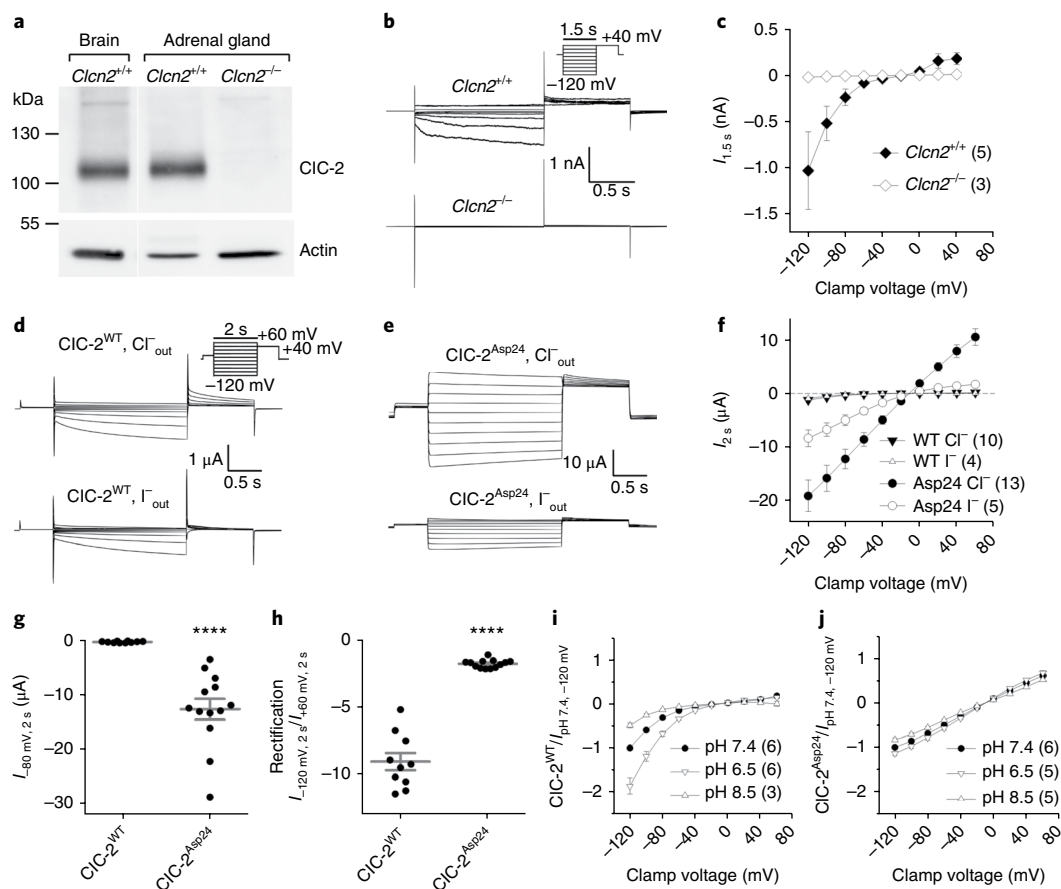 a
Brain Adrenal gland
Clcn2+/+ Clcn2+/+ Clcn2−/−
kDa
130
100
55
ClC-2
Actin
b
1.5 s
+40 mV
−120 mV
Clcn2+/+
1 nA
0.5 s
Clcn2−/−
c
I1.5 s (nA)
0.5
0
−0.5
−1.0
−1.5
Clcn2+/+ (5)
Clcn2−/− (3)
−120 −80 −40 0 40 80
Clamp voltage (mV)
d
2 s
+60 mV
+40 mV
−120 mV
ClC-2WT, Cl−out
1 μA
0.5 s
ClC-2WT, I−out
e
ClC-2Asp24, Cl−out
10 μA
0.5 s
ClC-2Asp24, I−out
f
I2 s (μA)
10
0
−10
−20
WT Cl− (10)
WT I− (4)
Asp24 Cl− (13)
Asp24 I− (5)
−120 −80 −40 0 40 80
Clamp voltage (mV)
g
I−80 mV, 2 s (μA)
0
−10
−20
−30
****
ClC-2WT
ClC-2Asp24
h
Rectification
I−120 mV, 2 s/I+60 mV, 2 s
0
−5
−10
****
ClC-2WT
ClC-2Asp24
i
ClC-2WT/IpH 7.4, −120 mV
1
0
−1
−2
pH 7.4 (6)
pH 6.5 (6)
pH 8.5 (3)
−120 −80 −40 0 40 80
Clamp voltage (mV)
j
ClC-2Asp24/IpH 7.4, −120 mV
1
0
−1
−2
pH 7.4 (6)
pH 6.5 (5)
pH 8.5 (5)
−120 −80 −40 0 40 80
Clamp voltage (mV)